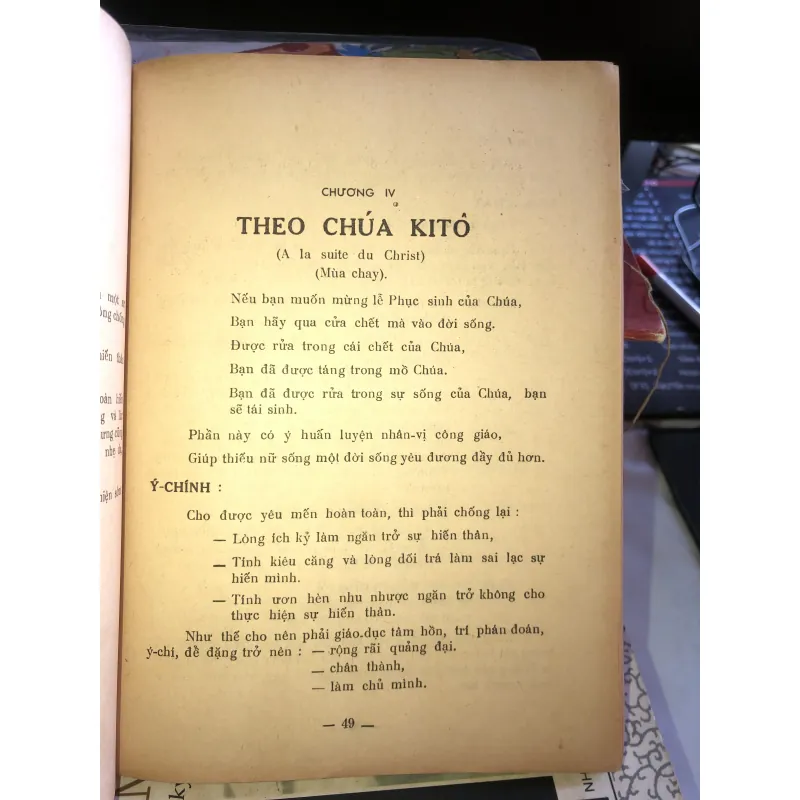 CHƯƠNG IV
THEO CHÚA KITÔ
(A la suite du Christ)
(Mùa chay).
Nếu bạn muốn mừng lễ Phục sinh của Chúa,
Bạn hãy qua cửa chết mà vào đời sống.
Được rửa trong cái chết của Chúa,
Bạn đã được táng trong mồ Chúa.
Bạn đã được rửa trong sự sống của Chúa, bạn
sẽ tái sinh.
Phần này có ý huấn luyện nhân-vị công giáo,
Giúp thiếu nữ sống một đời sống yêu đương đầy đủ hơn.
Ý-CHÍNH :
Cho được yêu mến hoàn toàn, thì phải chống lại :
— Lòng ích kỷ làm ngăn trở sự hiến thân,
— Tính kiêu căng và lòng dối trá làm sai lạc sự
hiến mình.
— Tính ươn hèn nhu nhược ngăn trở không cho
thực hiện sự hiến thân.
Như thế cho nên phải giáo-dục tâm hồn, trí phán đoán,
ý-chí, để đặng trở nên : — rộng rãi quảng đại.
— chân thành,
— làm chủ mình.
— 49 —